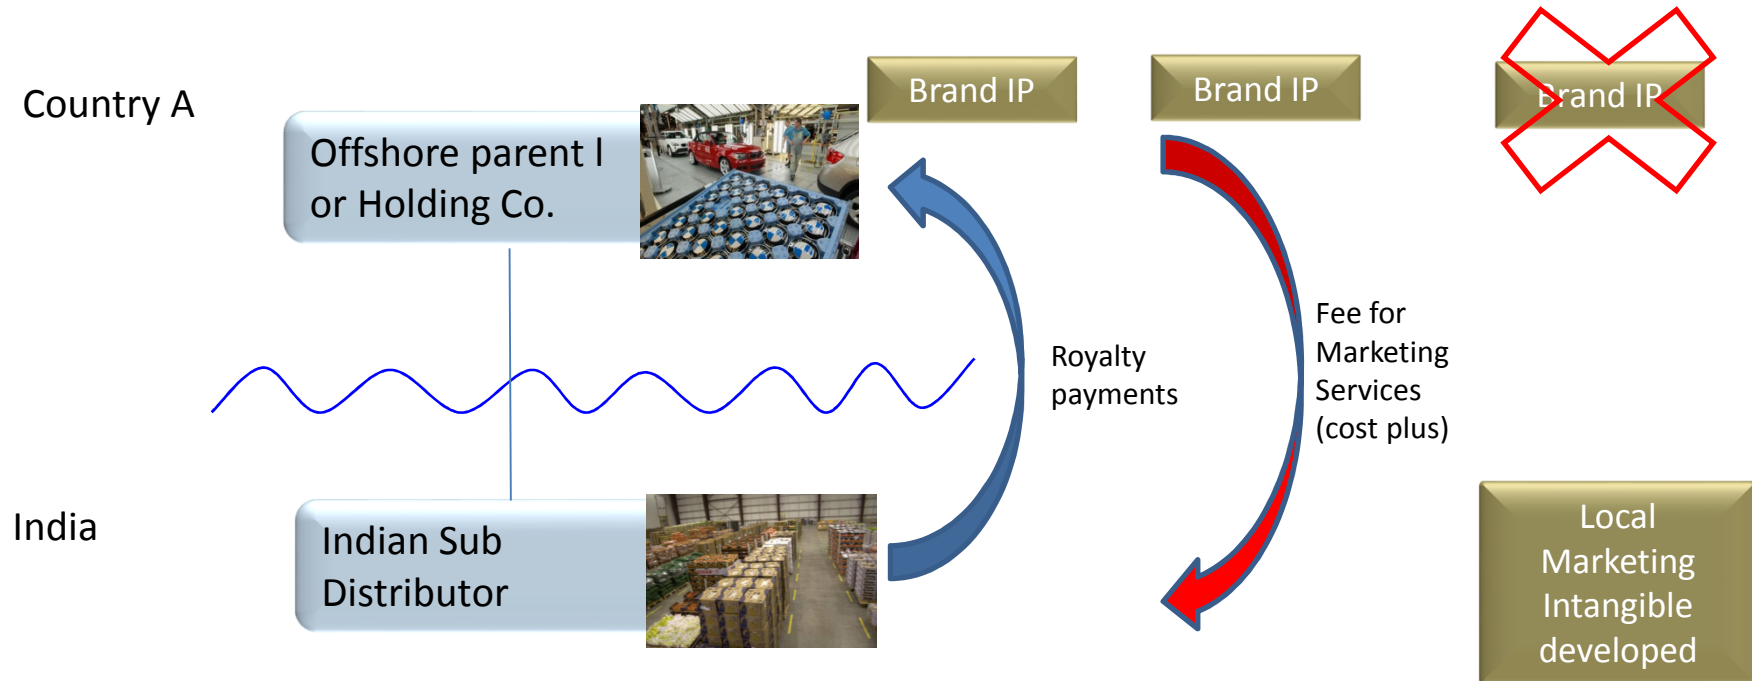 Country A
Offshore parent l
or Holding Co.
Brand IP
Brand IP
Brand IP
Royalty
payments
Fee for
Marketing
Services
(cost plus)
India
Indian Sub
Distributor
Local
Marketing
Intangible
developed